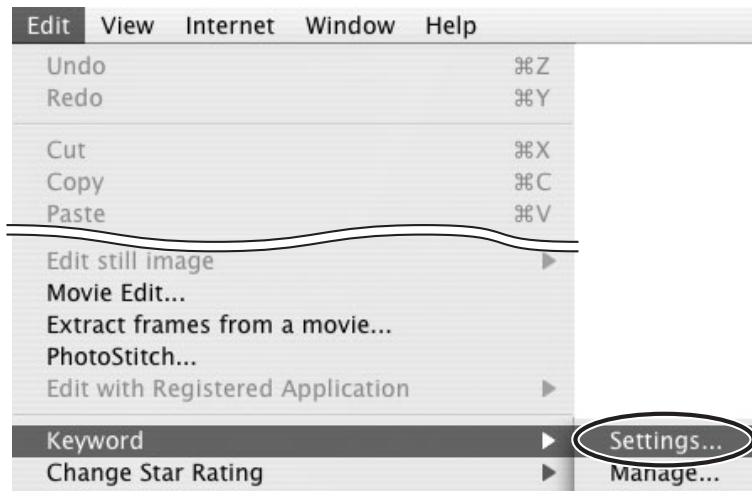 Edit View Internet Window Help
Undo ⌘Z
Redo ⌘Y
Cut ⌘X
Copy ⌘C
Paste ⌘V
Edit still image
Movie Edit...
Extract frames from a movie...
PhotoStitch...
Edit with Registered Application
Keyword Settings...
Change Star Rating Manage...